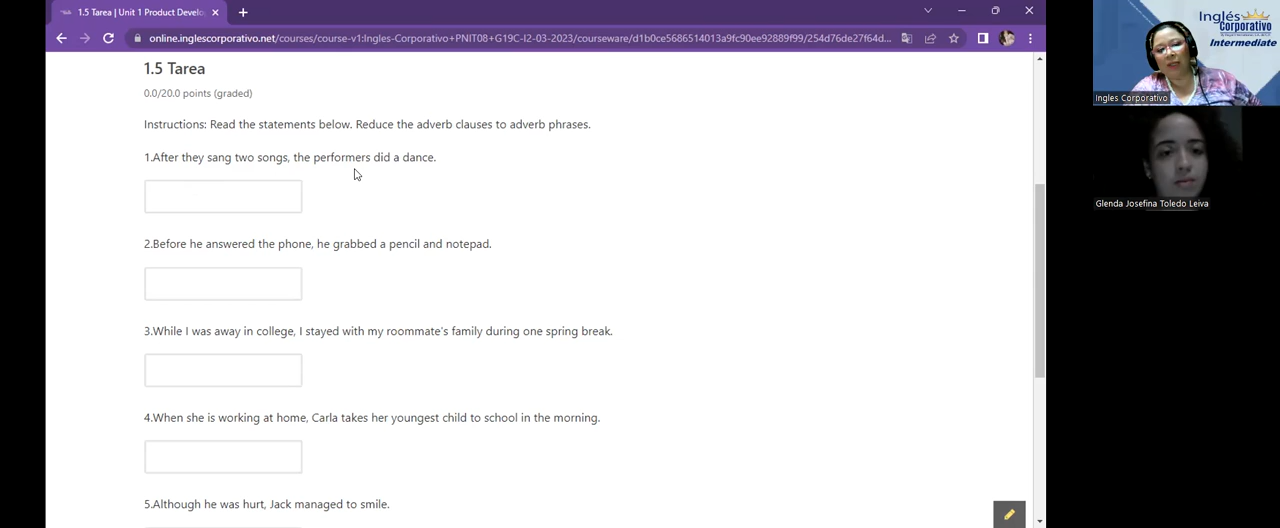 1.5 Tarea | Unit 1 Product Develo
online.inglescorporativo.net/courses/course-v1:Ingles-Corporativo+PNIT08+G19C-I2-03-2023/courseware/d1b0ce5686514013a9fc90ee92889f99/254d76de27f64d...
1.5 Tarea
0.0/20.0 points (graded)
Instructions: Read the statements below. Reduce the adverb clauses to adverb phrases.
1.After they sang two songs, the performers did a dance.
2.Before he answered the phone, he grabbed a pencil and notepad.
3.While I was away in college, I stayed with my roommate's family during one spring break.
4.When she is working at home, Carla takes her youngest child to school in the morning.
5.Although he was hurt, Jack managed to smile.
Inglés
Corporativo
Intermediate
Ingles Corporativo
Glenda Josefina Toledo Leiva